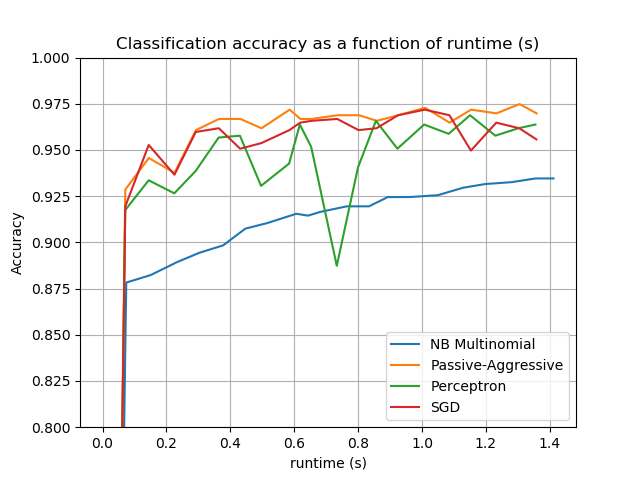 Classification accuracy as a function of runtime (s)
1.000
0.975
0.950
0.925
0.900
0.875
0.850
0.825
0.800
Accuracy
NB Multinomial
Passive-Aggressive
Perceptron
SGD
0.0 0.2 0.4 0.6 0.8 1.0 1.2 1.4
runtime (s)